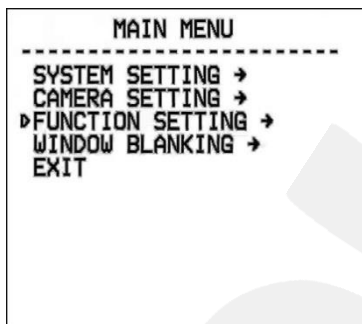 MAIN MENU
------------------------
SYSTEM SETTING →
CAMERA SETTING →
▷FUNCTION SETTING →
WINDOW BLANKING →
EXIT